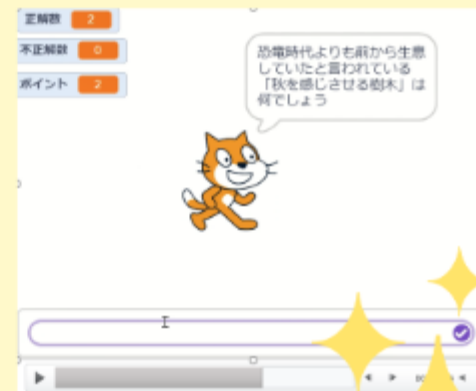 正解数 2
不正解数 0
ポイント 2
恐竜時代よりも前から生息
していたと言われている
「秋を感じさせる樹木」は
何でしょう